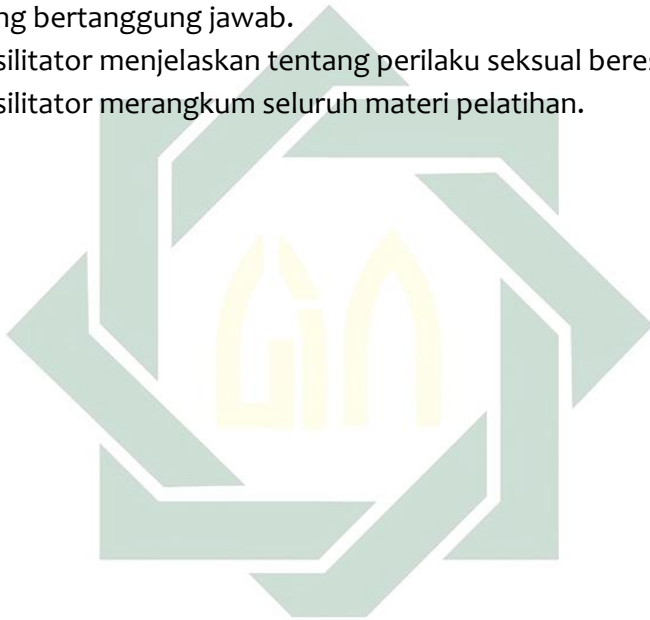 ng bertanggung jawab.
silitator menjelaskan tentang perilaku seksual beres
silitator merangkum seluruh materi pelatihan.